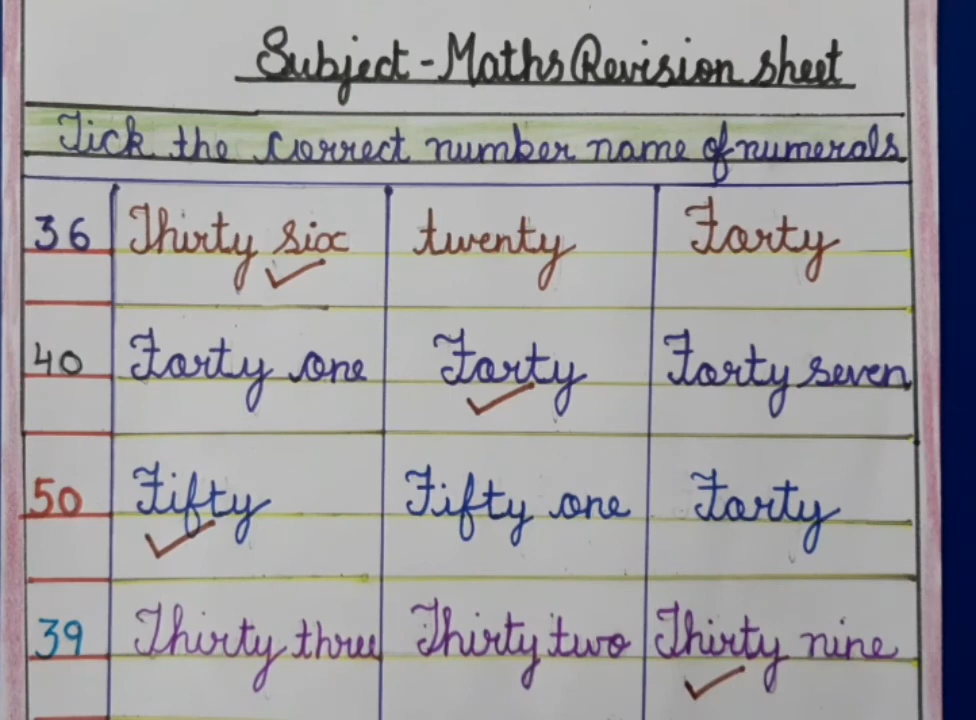 Subject - Maths Revision sheet
Tick the correct number name of numerals
36 Thirty six twenty Forty
40 Forty one Forty Forty seven
50 Fifty Fifty one Forty
39 Thirty three Thirty two Thirty nine